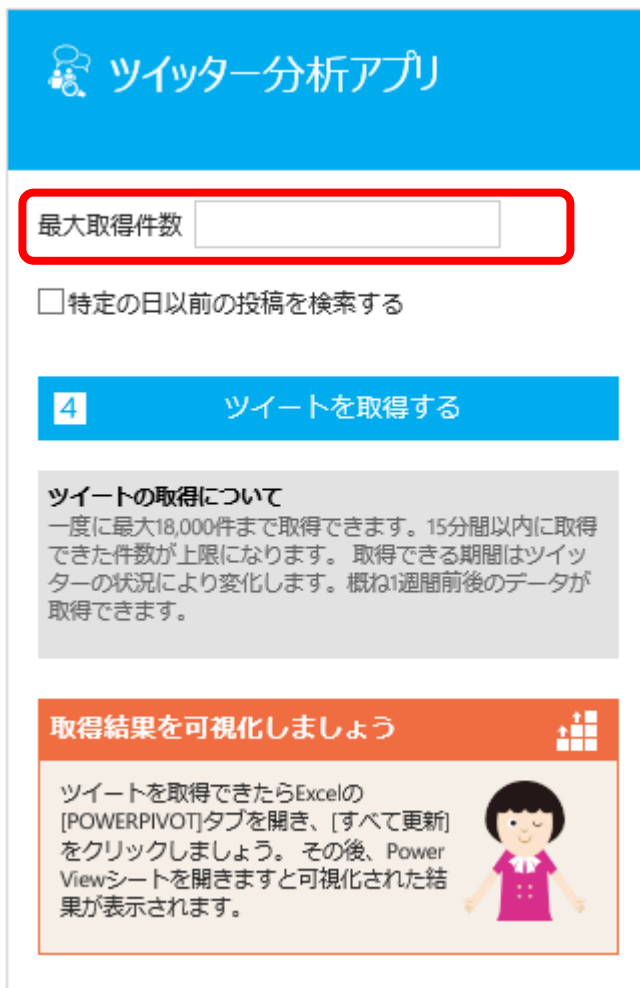 ツイッター分析アプリ
最大取得件数
特定の日以前の投稿を検索する
4 ツイートを取得する
ツイートの取得について
一度に最大18,000件まで取得できます。15分間以内に取得
できた件数が上限になります。 取得できる期間はツイッ
ターの状況により変化します。概ね1週間前後のデータが
取得できます。
取得結果を可視化しましょう
ツイートを取得できたらExcelの
[POWERPIVOT]タブを開き、[すべて更新]
をクリックしましょう。 その後、Power
Viewシートを開きますと可視化された結
果が表示されます。